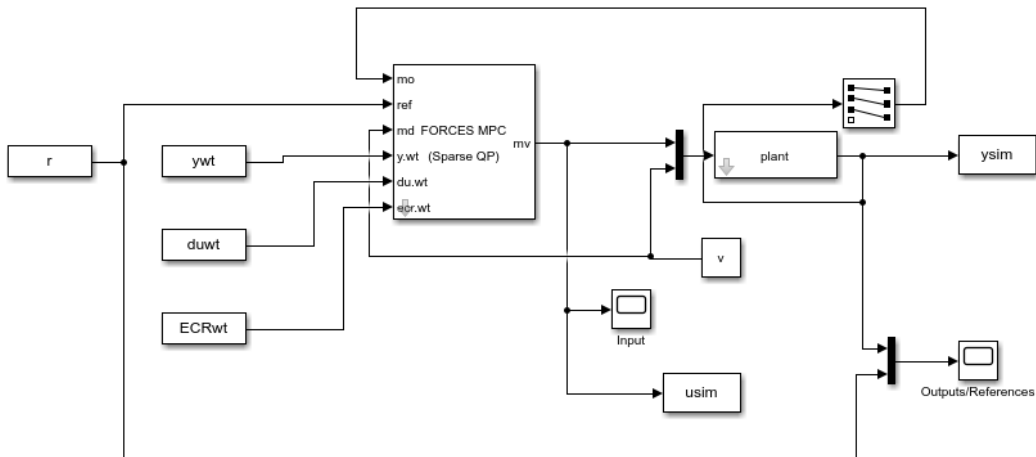 mo
ref
md FORCES MPC
mv
r
ywt
y.wt (Sparse QP)
plant
ysim
du.wt
ecr.wt
duwt
v
ECRwt
Input
usim
Outputs/References